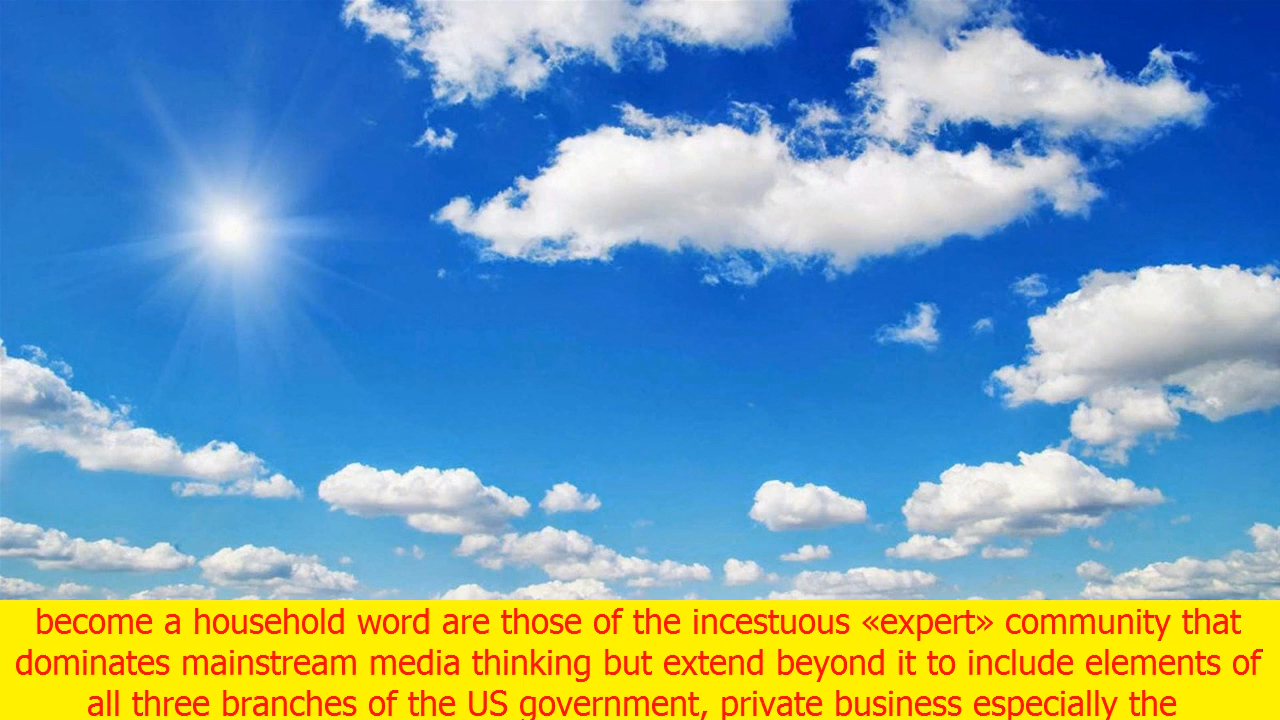 become a household word are those of the incestuous «expert» community that
dominates mainstream media thinking but extend beyond it to include elements of
all three branches of the US government, private business especially the